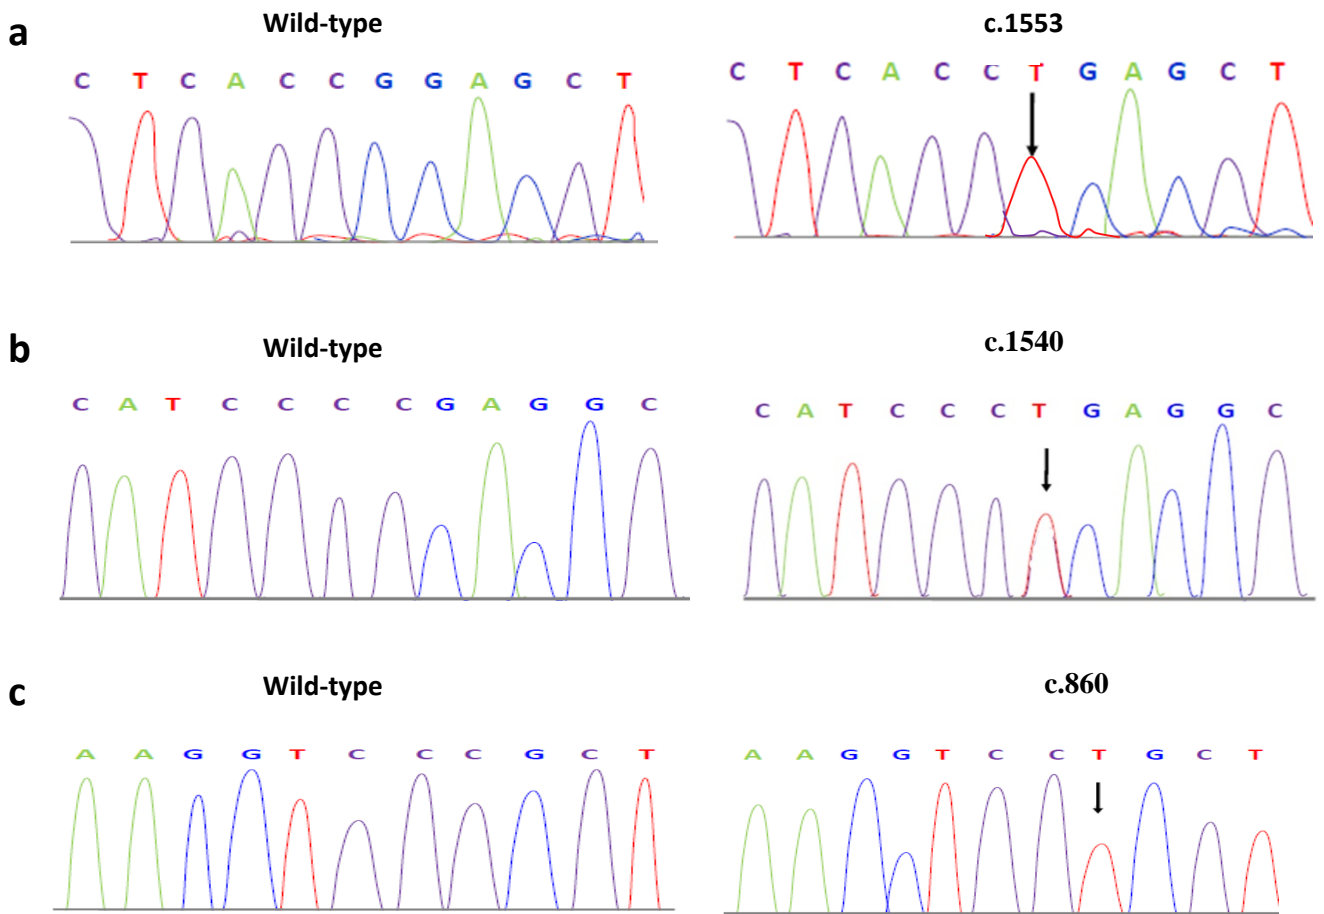 a
Wild-type
c.1553
C T C A C C G G A G C T
C T C A C C T G A G C T
b
Wild-type
c.1540
C A T C C C C G A G G C
C A T C C C T G A G G C
c
Wild-type
c.860
A A G G T C C C G C T
A A G G T C C T G C T